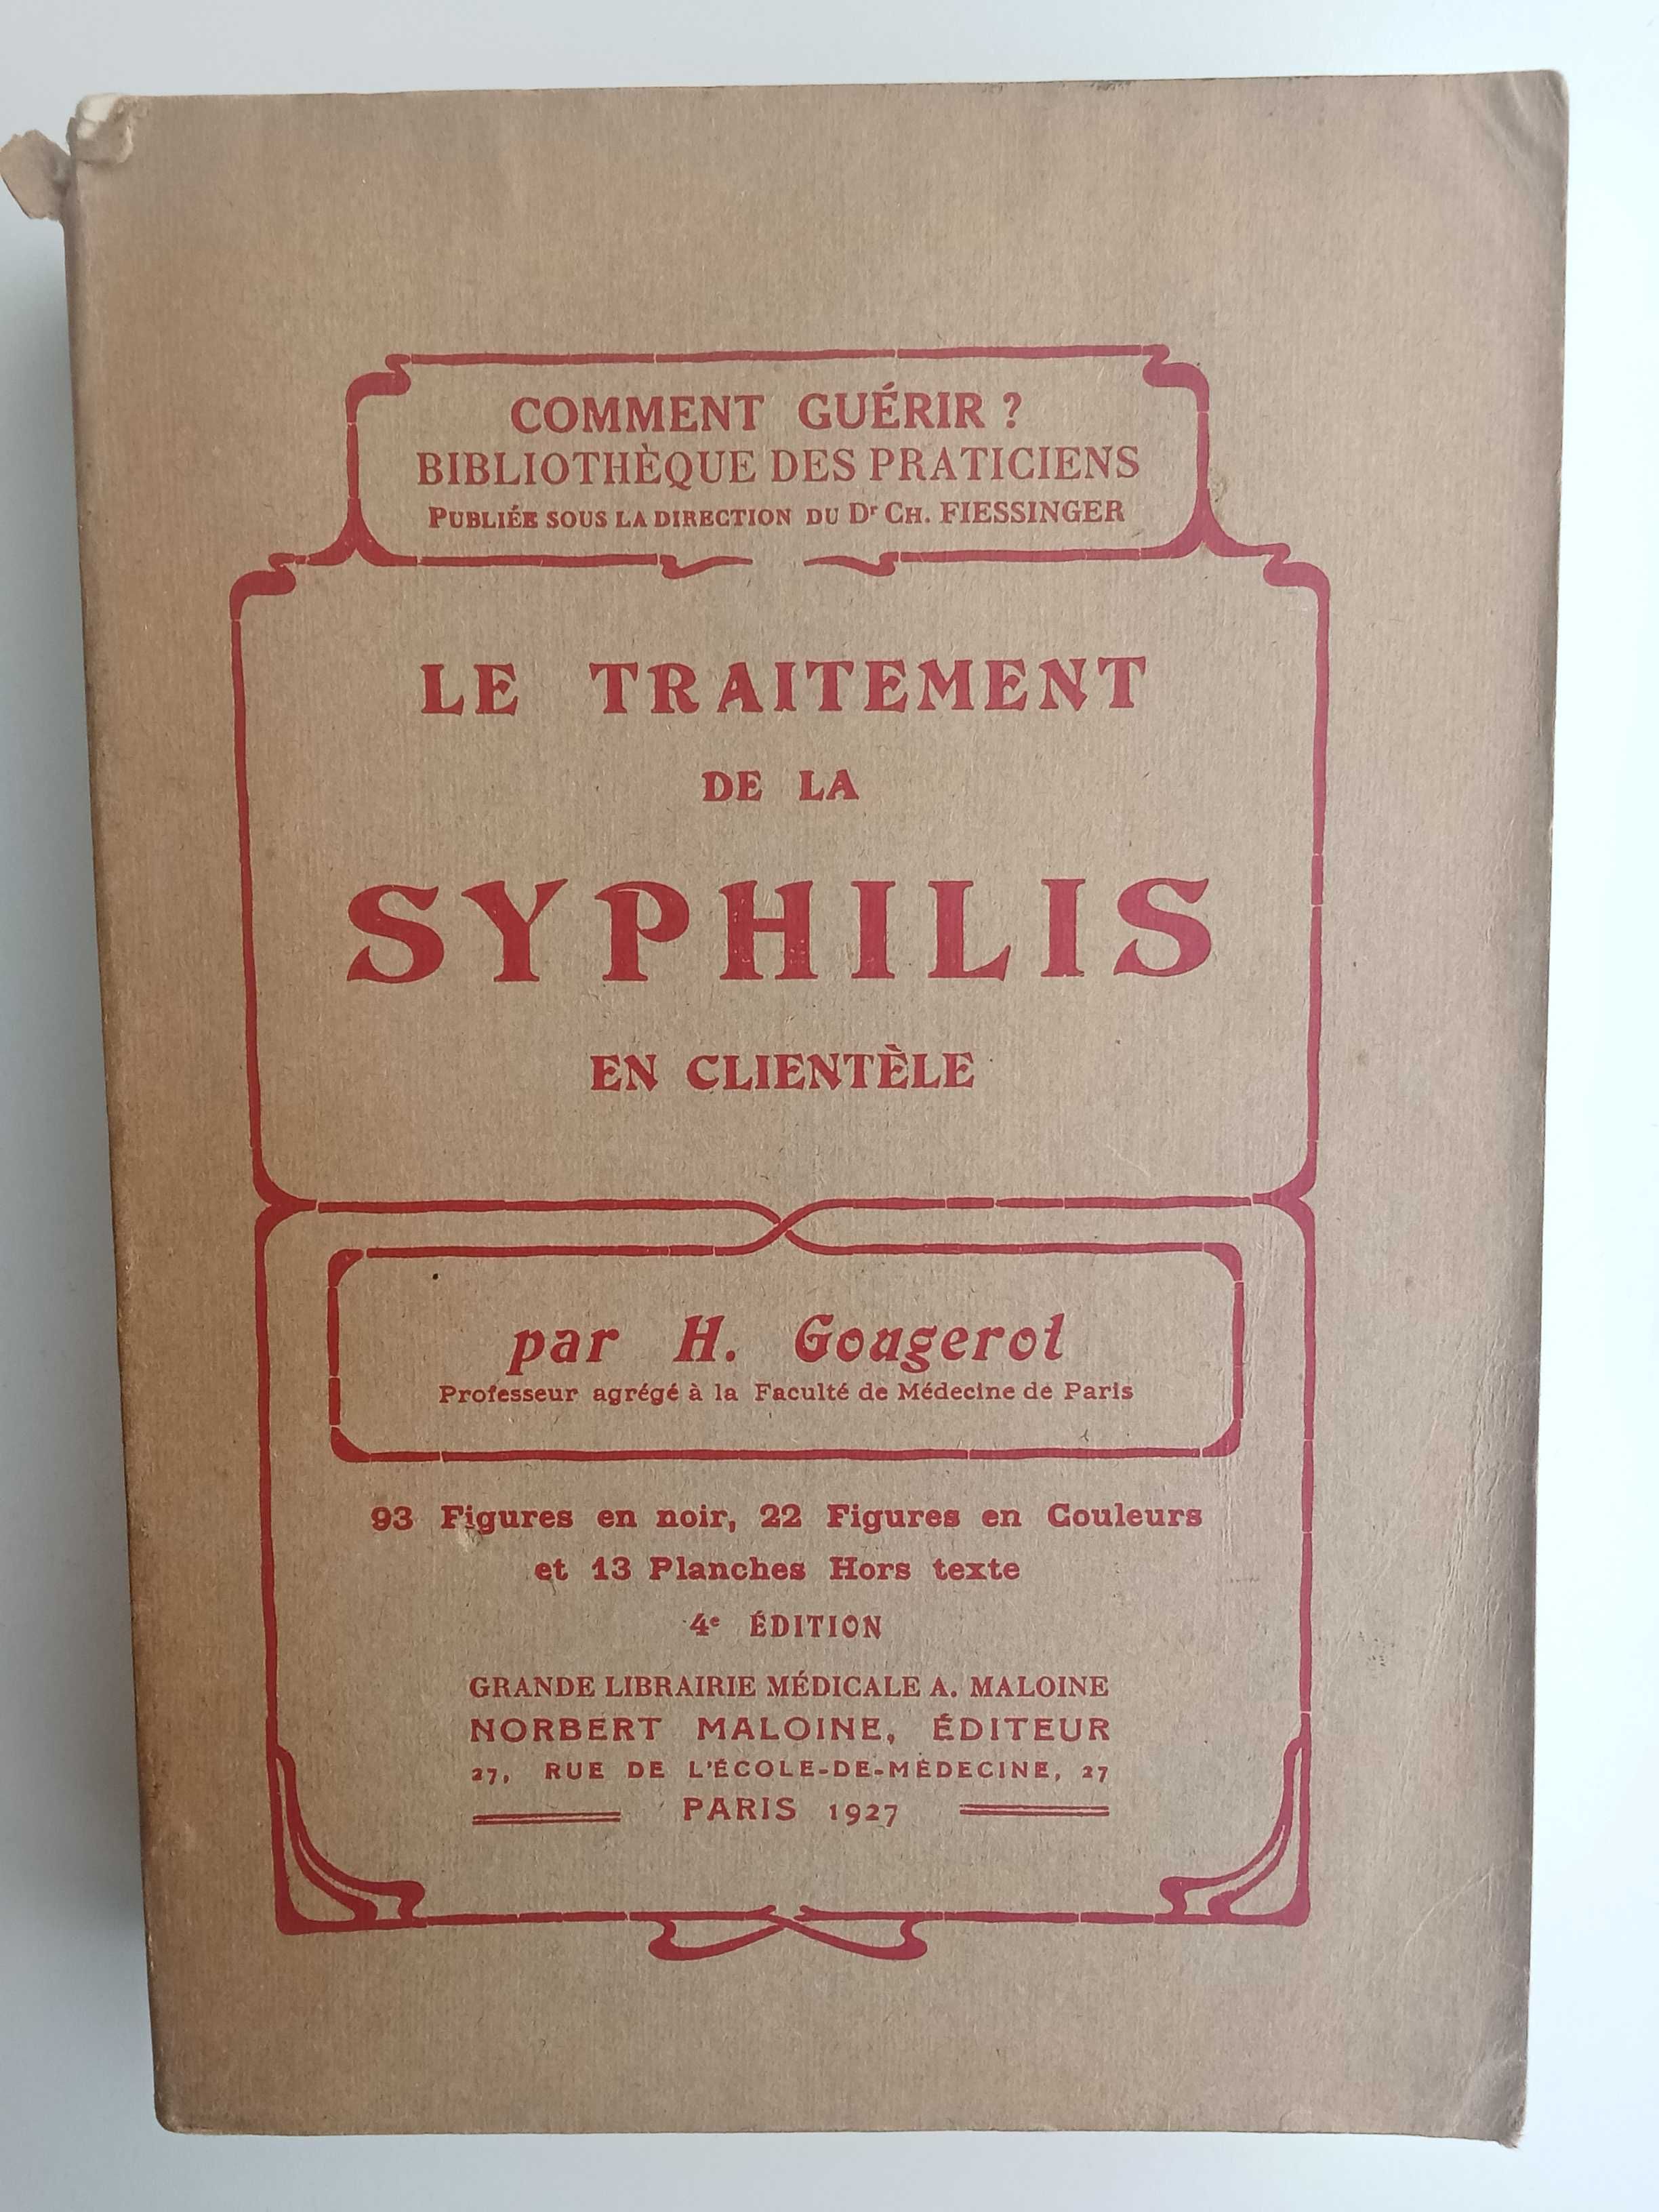 COMMENT GUÉRIR ?
BIBLIOTHÈQUE DES PRATICIENS
PUBLIÉE SOUS LA DIRECTION DU Dr CH. FIESSINGER
LE TRAITEMENT
DE LA
SYPHILIS
EN CLIENTÈLE
par H. Gougerot
Professeur agrégé à la Faculté de Médecine de Paris
93 Figures en noir, 22 Figures en Couleurs
et 13 Planches Hors texte
4e ÉDITION
GRANDE LIBRAIRIE MÉDICALE A. MALOINE
NORBERT MALOINE, ÉDITEUR
27, RUE DE L'ÉCOLE-DE-MÉDECINE, 27
PARIS 1927